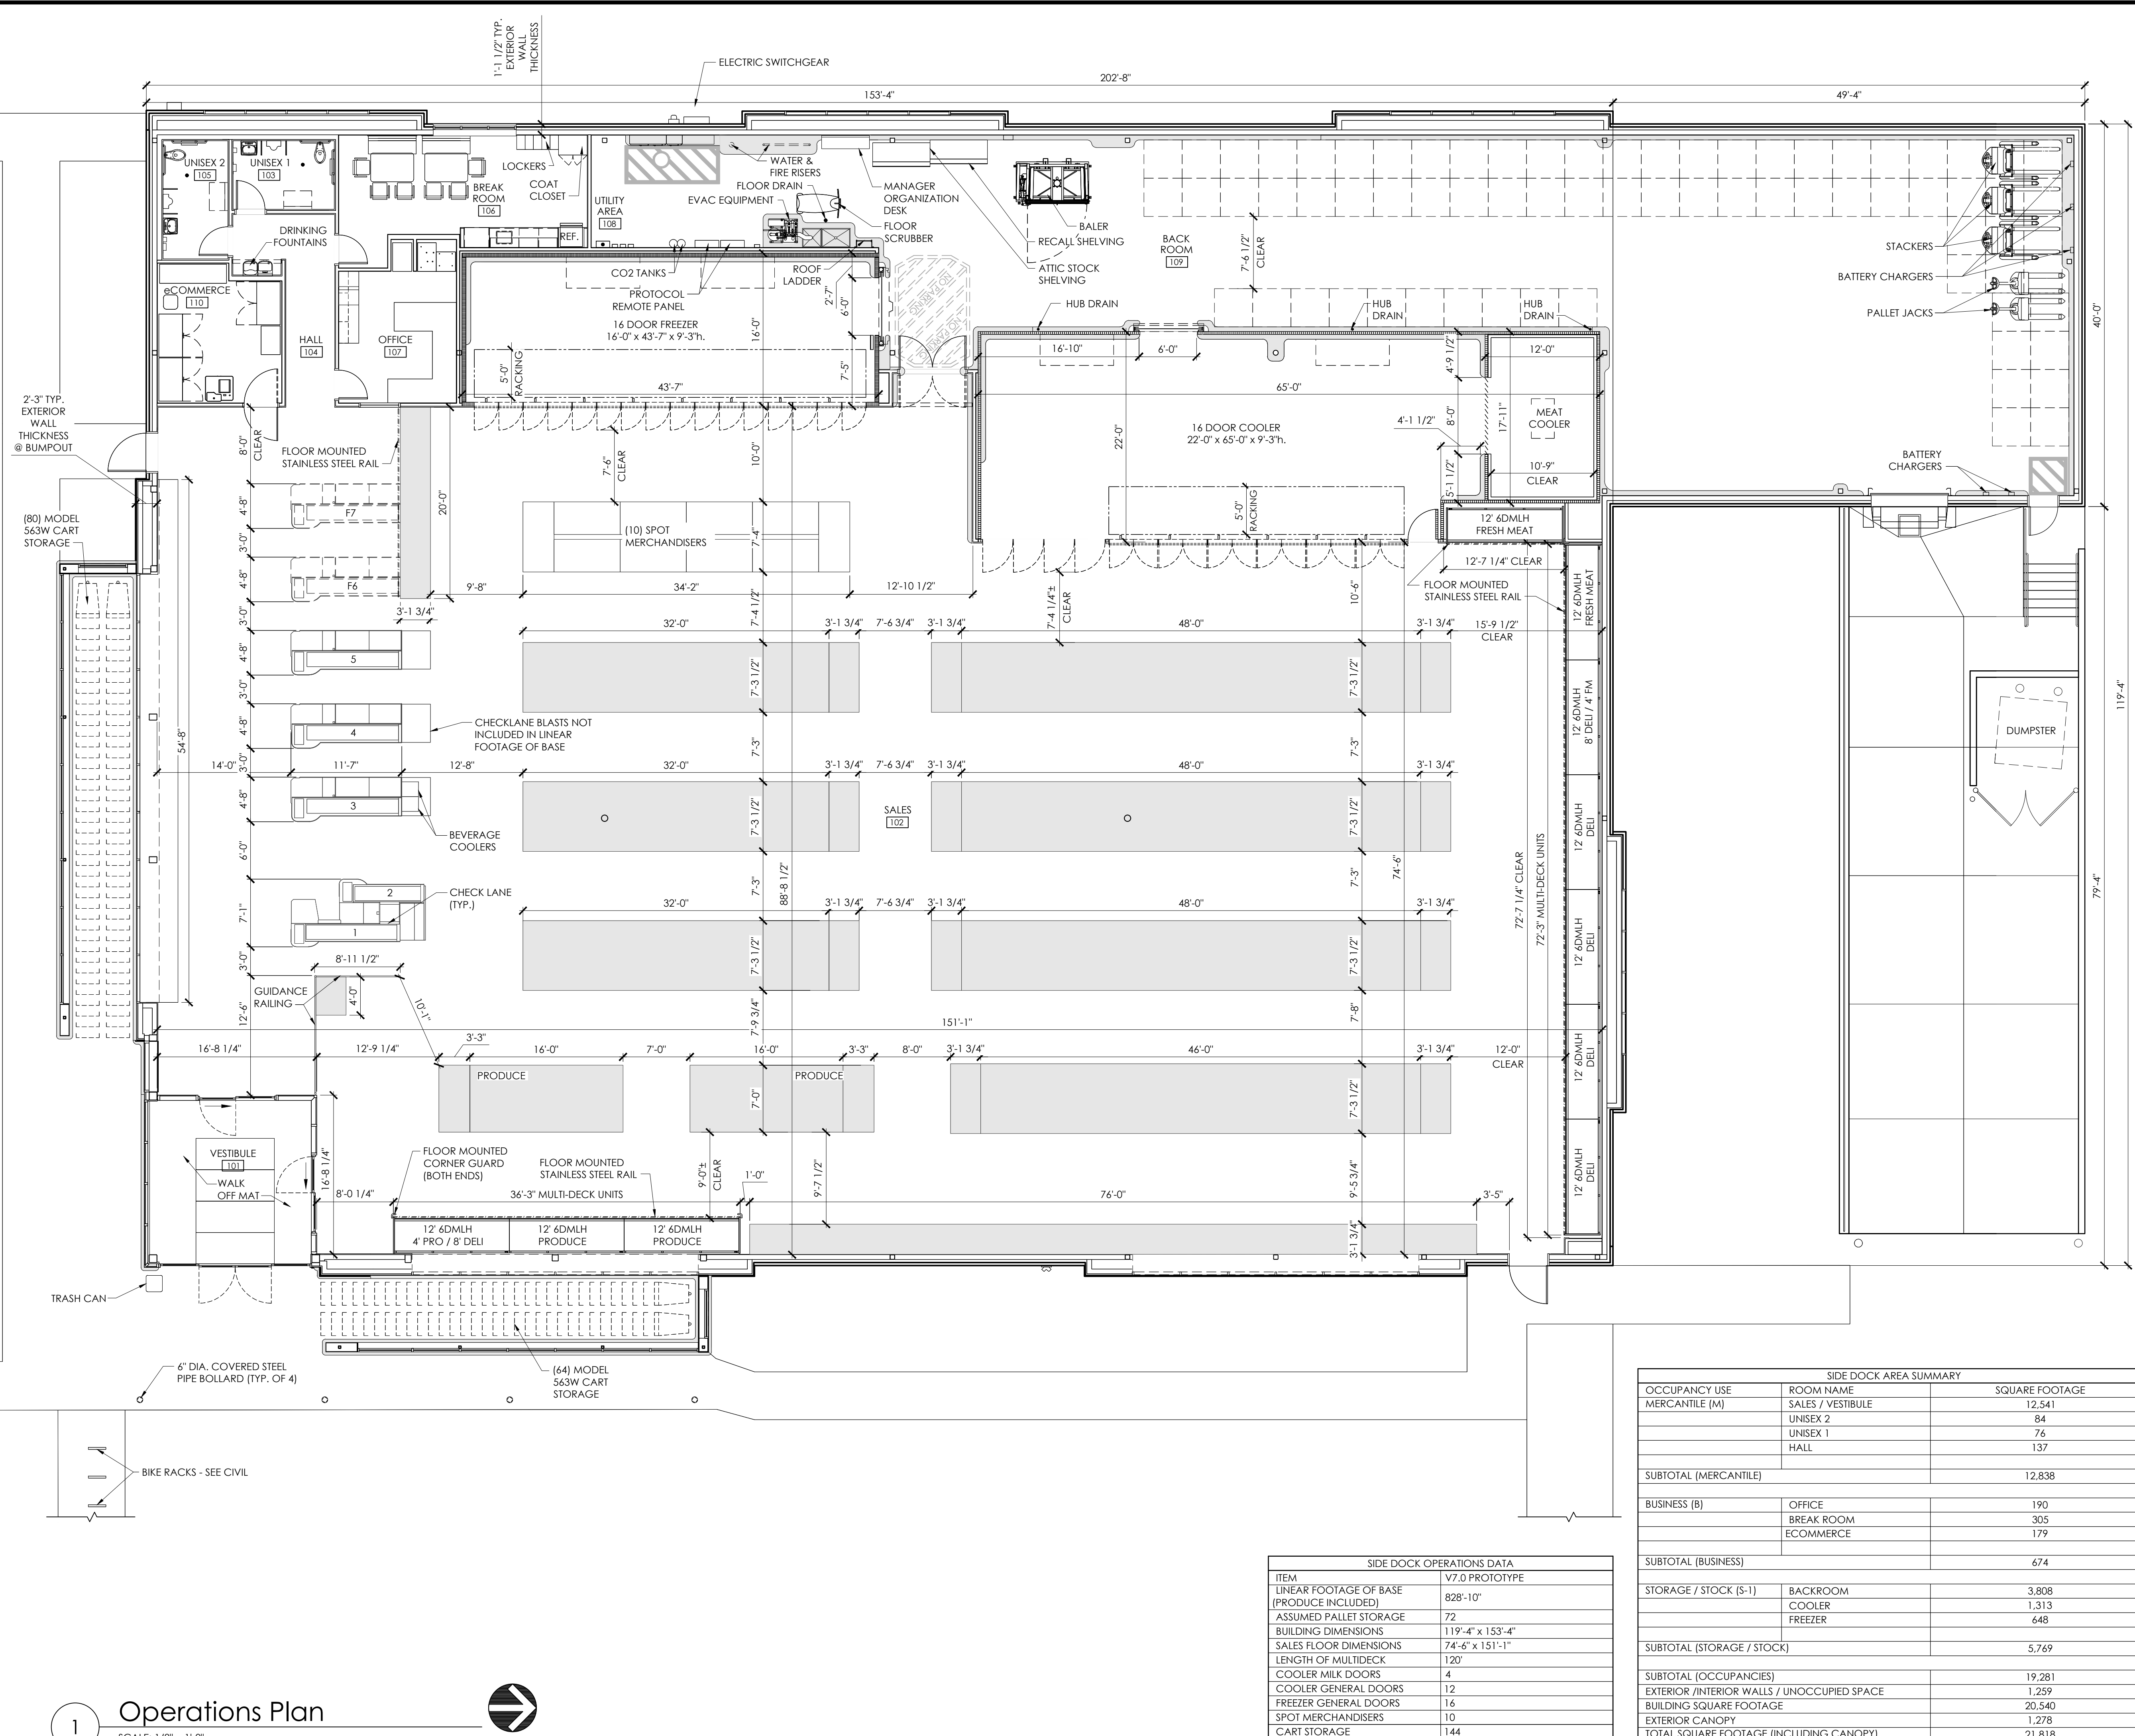 1'-1 1/2" TYP.
EXTERIOR
WALL
THICKNESS
ELECTRIC SWITCHGEAR
202'-8"
153'-4"
49'-4"
UNISEX 2
105
UNISEX 1
103
LOCKERS
COAT
CLOSET
BREAK
ROOM
106
DRINKING
FOUNTAINS
REF.
UTILITY
AREA
108
WATER &
FIRE RISERS
FLOOR DRAIN
EVAC EQUIPMENT
MANAGER
ORGANIZATION
DESK
FLOOR
SCRUBBER
BALER
RECALL SHELVING
ATTIC STOCK
SHELVING
BACK
ROOM
109
7'-6 1/2"
CLEAR
STACKERS
BATTERY CHARGERS
PALLET JACKS
40'-0"
119'-4"
79'-4"
eCOMMERCE
110
HALL
104
OFFICE
107
CO2 TANKS
PROTOCOL
REMOTE PANEL
ROOF
LADDER
2'-7"
6'-0"
16'-0"
7'-5"
16 DOOR FREEZER
16'-0" x 43'-7" x 9'-3"h.
5'-0"
RACKING
43'-7"
NO PARKING
NO PARKING
HUB DRAIN
HUB
DRAIN
HUB
DRAIN
16'-10"
6'-0"
4'-9 1/2"
12'-0"
65'-0"
16 DOOR COOLER
22'-0" x 65'-0" x 9'-3"h.
22'-0"
4'-1 1/2"
8'-0"
17'-11"
MEAT
COOLER
10'-9"
CLEAR
5'-1 1/2"
5'-0"
RACKING
BATTERY
CHARGERS
2'-3" TYP.
EXTERIOR
WALL
THICKNESS
@ BUMPOUT
8'-0"
CLEAR
FLOOR MOUNTED
STAINLESS STEEL RAIL
20'-0"
7'-6"
CLEAR
10'-0"
(80) MODEL
563W CART
STORAGE
4'-8"
F7
3'-0"
4'-8"
F6
3'-0"
(10) SPOT
MERCHANDISERS
7'-4"
9'-8"
34'-2"
12'-10 1/2"
3'-1 3/4"
7'-4 1/2"
7'-4 1/4"±
CLEAR
10'-6"
12' 6DMLH
FRESH MEAT
12'-7 1/4" CLEAR
FLOOR MOUNTED
STAINLESS STEEL RAIL
12' 6DMLH
FRESH MEAT
32'-0"
3'-1 3/4"
7'-6 3/4"
3'-1 3/4"
48'-0"
3'-1 3/4"
15'-9 1/2"
CLEAR
4'-8"
5
7'-3 1/2"
7'-3 1/2"
3'-0"
12' 6DMLH
8' DELI / 4' FM
4'-8"
4
CHECKLANE BLASTS NOT
INCLUDED IN LINEAR
FOOTAGE OF BASE
7'-3"
7'-3"
DUMPSTER
54'-8"
3'-0"
14'-0"
11'-7"
12'-8"
32'-0"
3'-1 3/4"
7'-6 3/4"
3'-1 3/4"
48'-0"
3'-1 3/4"
4'-8"
3
BEVERAGE
COOLERS
7'-3 1/2"
SALES
102
7'-3 1/2"
12' 6DMLH
DELI
6'-0"
2
CHECK LANE
(TYP.)
7'-3"
88'-8 1/2"
7'-3"
74'-6"
72'-7 1/4" CLEAR
72'-3" MULTI-DECK UNITS
7'-1"
1
32'-0"
3'-1 3/4"
7'-6 3/4"
3'-1 3/4"
48'-0"
3'-1 3/4"
12' 6DMLH
DELI
3'-0"
8'-11 1/2"
7'-3 1/2"
7'-3 1/2"
GUIDANCE
RAILING
4'-0"
12'-6"
10'-1"
7'-9 3/4"
7'-8"
151'-1"
12' 6DMLH
DELI
16'-8 1/4"
12'-9 1/4"
3'-3"
16'-0"
7'-0"
16'-0"
3'-3"
8'-0"
3'-1 3/4"
46'-0"
3'-1 3/4"
12'-0"
CLEAR
PRODUCE
PRODUCE
7'-0"
7'-3 1/2"
VESTIBULE
101
WALK
OFF MAT
16'-8 1/4"
FLOOR MOUNTED
CORNER GUARD
(BOTH ENDS)
FLOOR MOUNTED
STAINLESS STEEL RAIL
9'-0"±
CLEAR
1'-0"
9'-7 1/2"
9'-5 3/4"
12' 6DMLH
DELI
8'-0 1/4"
36'-3" MULTI-DECK UNITS
76'-0"
3'-5"
12' 6DMLH
4' PRO / 8' DELI
12' 6DMLH
PRODUCE
12' 6DMLH
PRODUCE
3'-1 3/4"
TRASH CAN
6" DIA. COVERED STEEL
PIPE BOLLARD (TYP. OF 4)
(64) MODEL
563W CART
STORAGE
BIKE RACKS - SEE CIVIL
SIDE DOCK AREA SUMMARY
OCCUPANCY USE ROOM NAME SQUARE FOOTAGE
MERCANTILE (M) SALES / VESTIBULE 12,541
UNISEX 2 84
UNISEX 1 76
HALL 137
SUBTOTAL (MERCANTILE) 12,838
BUSINESS (B) OFFICE 190
BREAK ROOM 305
ECOMMERCE 179
SUBTOTAL (BUSINESS) 674
STORAGE / STOCK (S-1) BACKROOM 3,808
COOLER 1,313
FREEZER 648
SUBTOTAL (STORAGE / STOCK) 5,769
SUBTOTAL (OCCUPANCIES) 19,281
EXTERIOR /INTERIOR WALLS / UNOCCUPIED SPACE 1,259
BUILDING SQUARE FOOTAGE 20,540
EXTERIOR CANOPY 1,278
TOTAL SQUARE FOOTAGE (INCLUDING CANOPY) 21,818
SIDE DOCK OPERATIONS DATA
ITEM V7.0 PROTOTYPE
LINEAR FOOTAGE OF BASE
(PRODUCE INCLUDED) 828'-10"
ASSUMED PALLET STORAGE 72
BUILDING DIMENSIONS 119'-4" x 153'-4"
SALES FLOOR DIMENSIONS 74'-6" x 151'-1"
LENGTH OF MULTIDECK 120'
COOLER MILK DOORS 4
COOLER GENERAL DOORS 12
FREEZER GENERAL DOORS 16
SPOT MERCHANDISERS 10
CART STORAGE 144
1
Operations Plan